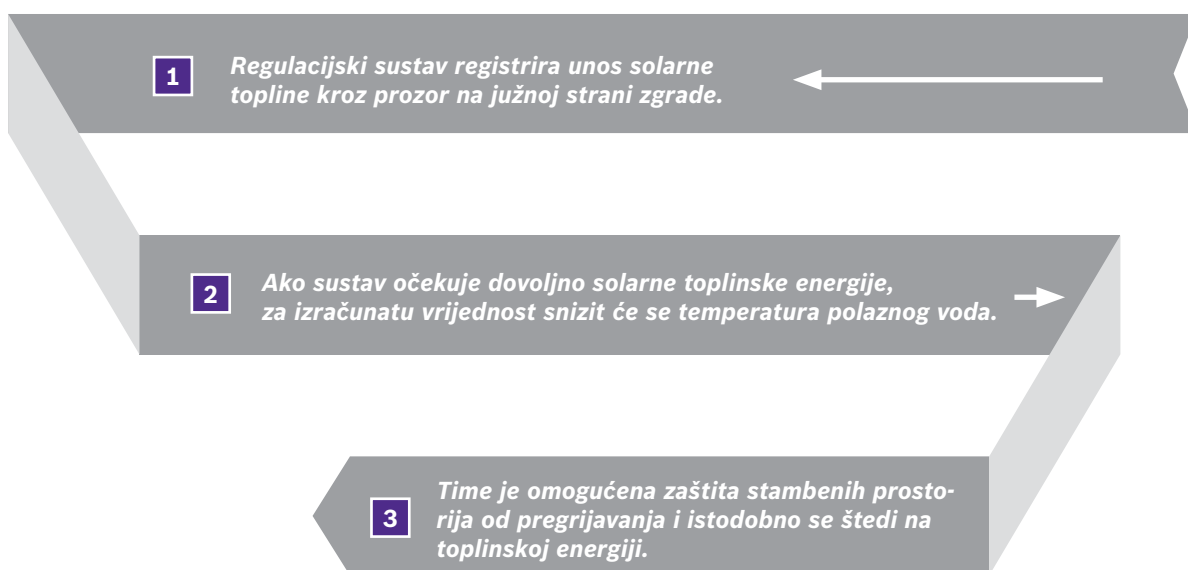 1
Regulacijski sustav registrira unos solarne
topline kroz prozor na južnoj strani zgrade.
2
Ako sustav očekuje dovoljno solarne toplinske energije,
za izračunatu vrijednost snizit će se temperatura polaznog voda.
3
Time je omogućena zaštita stambenih prosto-
rija od pregrijavanja i istodobno se štedi na
toplinskoj energiji.